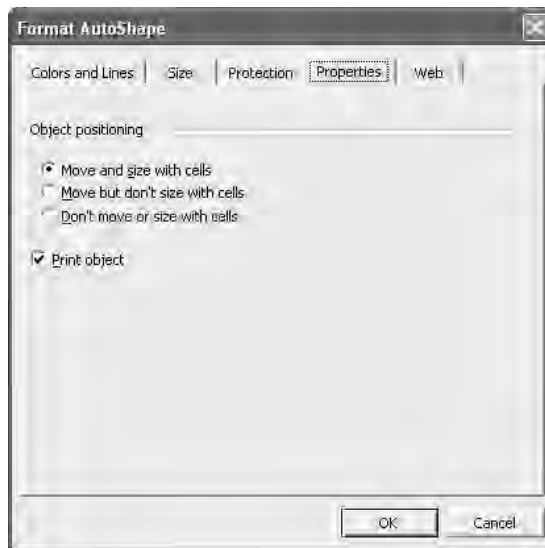 Format AutoShape
Colors and Lines Size Protection Properties Web
Object positioning
Move and size with cells
Move but don't size with cells
Don't move or size with cells
Print object
OK Cancel